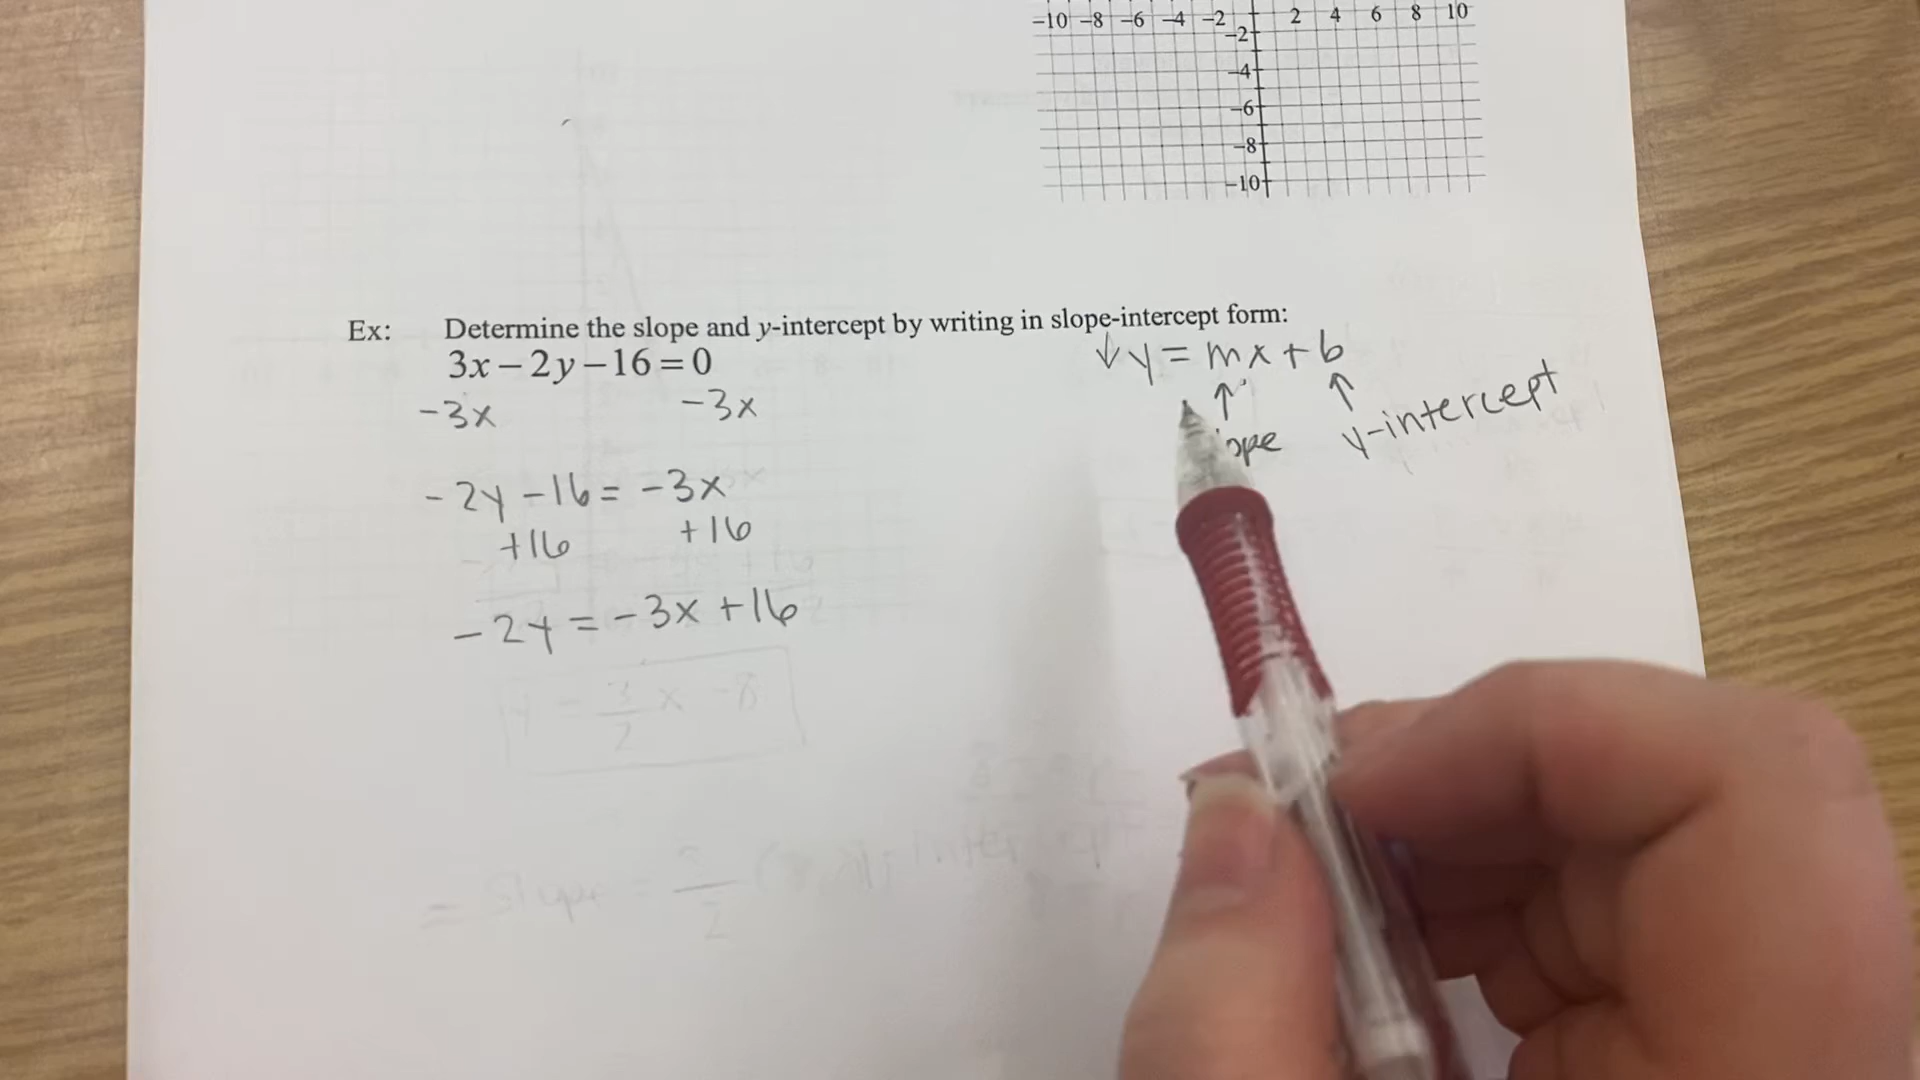 -10 -8 -6 -4 -2 2 4 6 8 10
-2
-4
-6
-8
-10
Ex: Determine the slope and y-intercept by writing in slope-intercept form:
3x – 2y – 16 = 0
↓ y = mx + b
-3x -3x
↑ ↑
ope y-intercept
-2y - 16 = -3x
+16 +16
-2y = -3x + 16